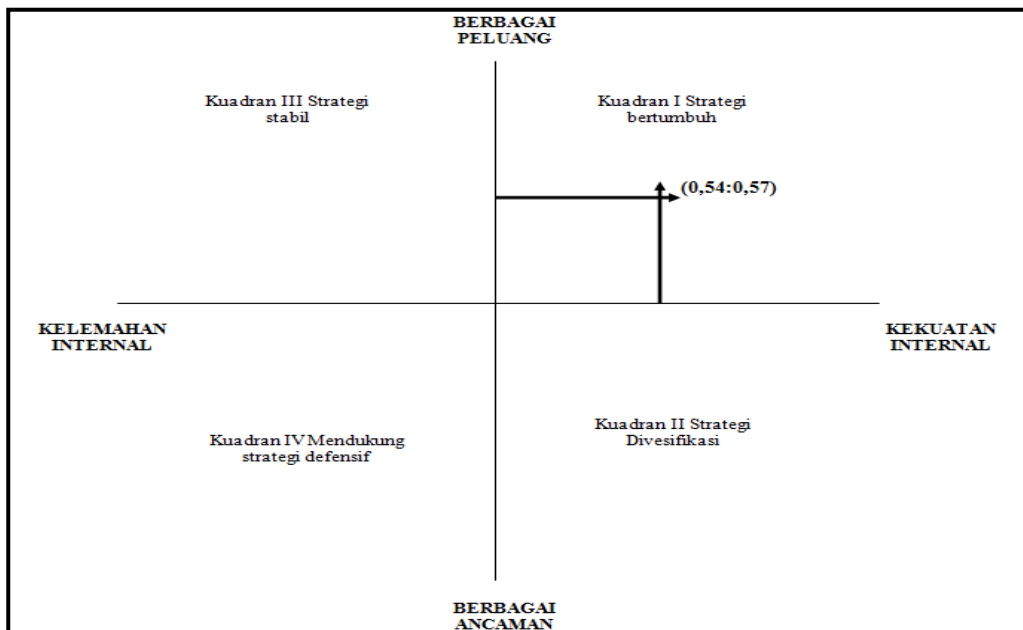 BERBAGAI
PELUANG
Kuadran III Strategi
stabil
Kuadran I Strategi
bertumbuh
(0,54:0,57)
KELEMAHAN
INTERNAL
KEKUATAN
INTERNAL
Kuadran IV Mendukung
strategi defensif
Kuadran II Strategi
Divesifikasi
BERBAGAI
ANCAMAN